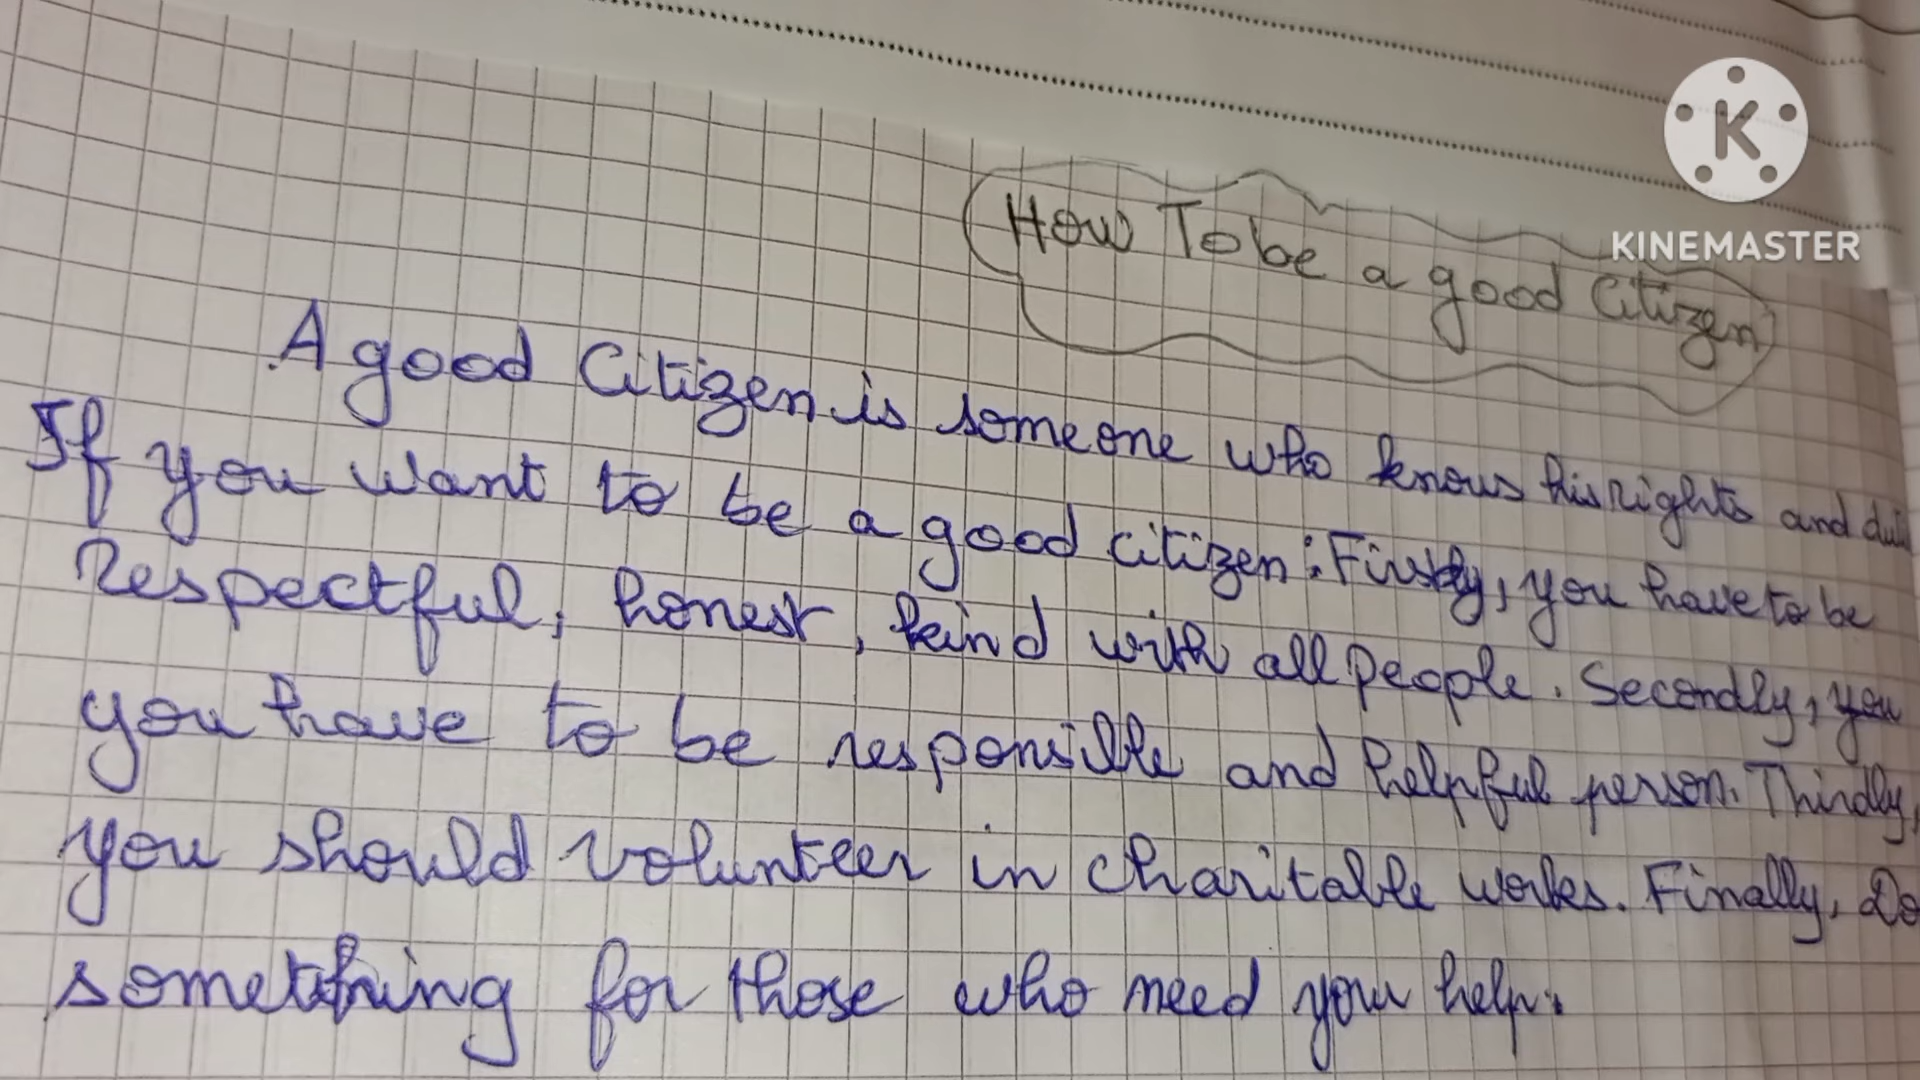 KINEMASTER
How To be a good Citizen
A good Citizen is someone who knows his rights and
If you want to be a good citizen: Firstly, you have to be
Respectful, honest, kind with all people. Secondly, you
you have to be responsible and helpful person. Thirdly,
you should volunteer in charitable works. Finally, Do
something for those who need your help.